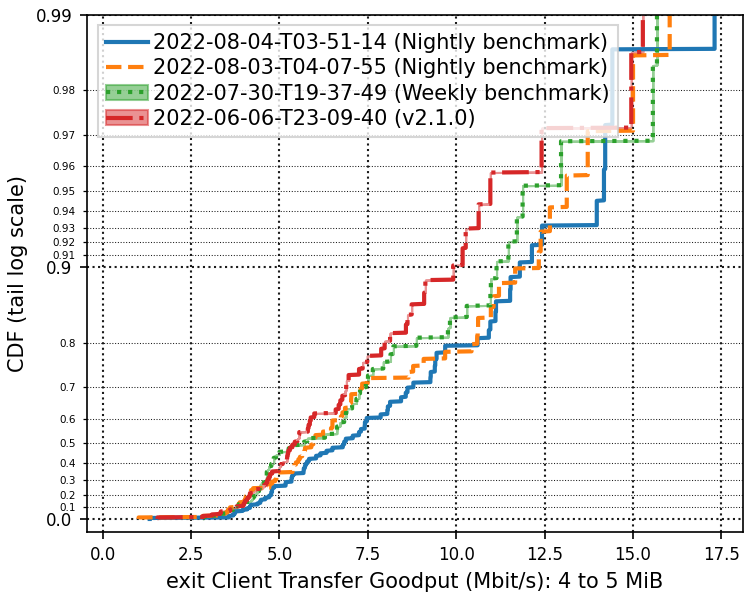 0.99
2022-08-04-T03-51-14 (Nightly benchmark)
2022-08-03-T04-07-55 (Nightly benchmark)
2022-07-30-T19-37-49 (Weekly benchmark)
2022-06-06-T23-09-40 (v2.1.0)
0.98
0.97
0.96
0.95
0.94
0.93
0.92
0.91
0.9
0.8
0.7
0.6
0.5
0.4
0.3
0.2
0.1
0.0
CDF (tail log scale)
0.0 2.5 5.0 7.5 10.0 12.5 15.0 17.5
exit Client Transfer Goodput (Mbit/s): 4 to 5 MiB